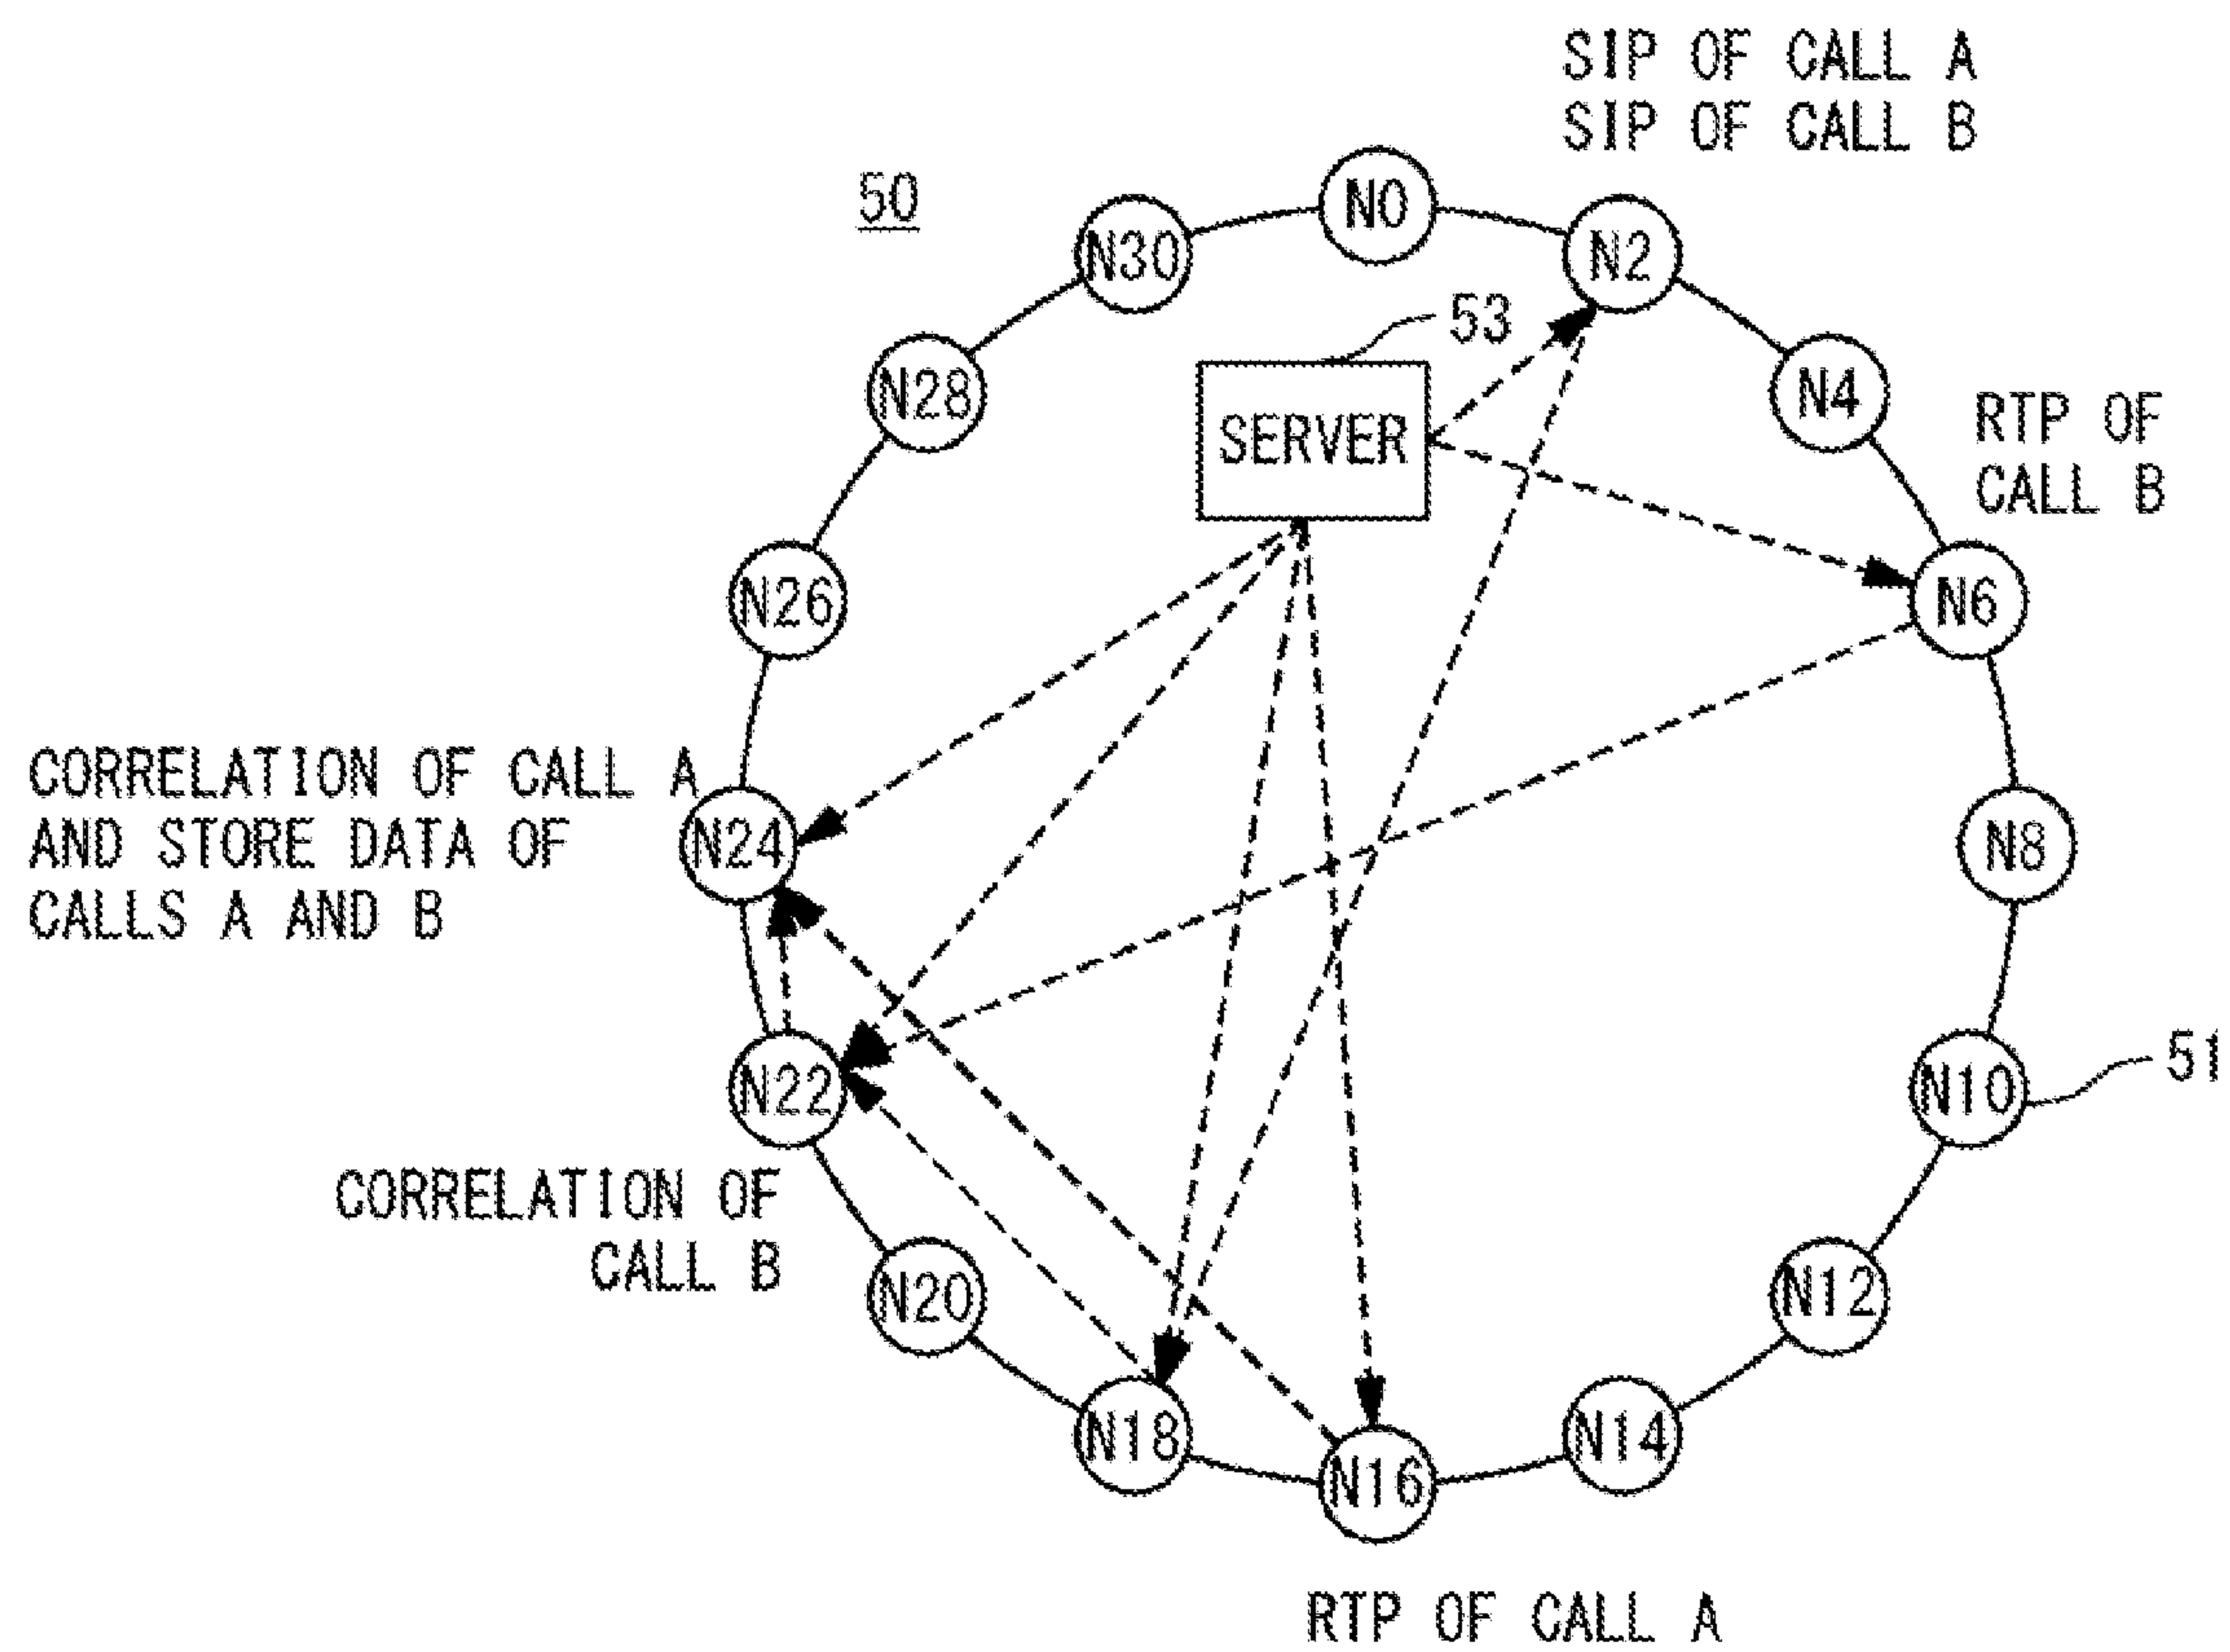 SIP OF CALL A
SIP OF CALL B
50
N0
N30
N2
53
N28
SERVER
N4
RTP OF
CALL B
N26
N6
CORRELATION OF CALL A
AND STORE DATA OF
CALLS A AND B
N24
N8
N22
N10
51
CORRELATION OF
CALL B
N20
N12
N18
N16
N14
RTP OF CALL A